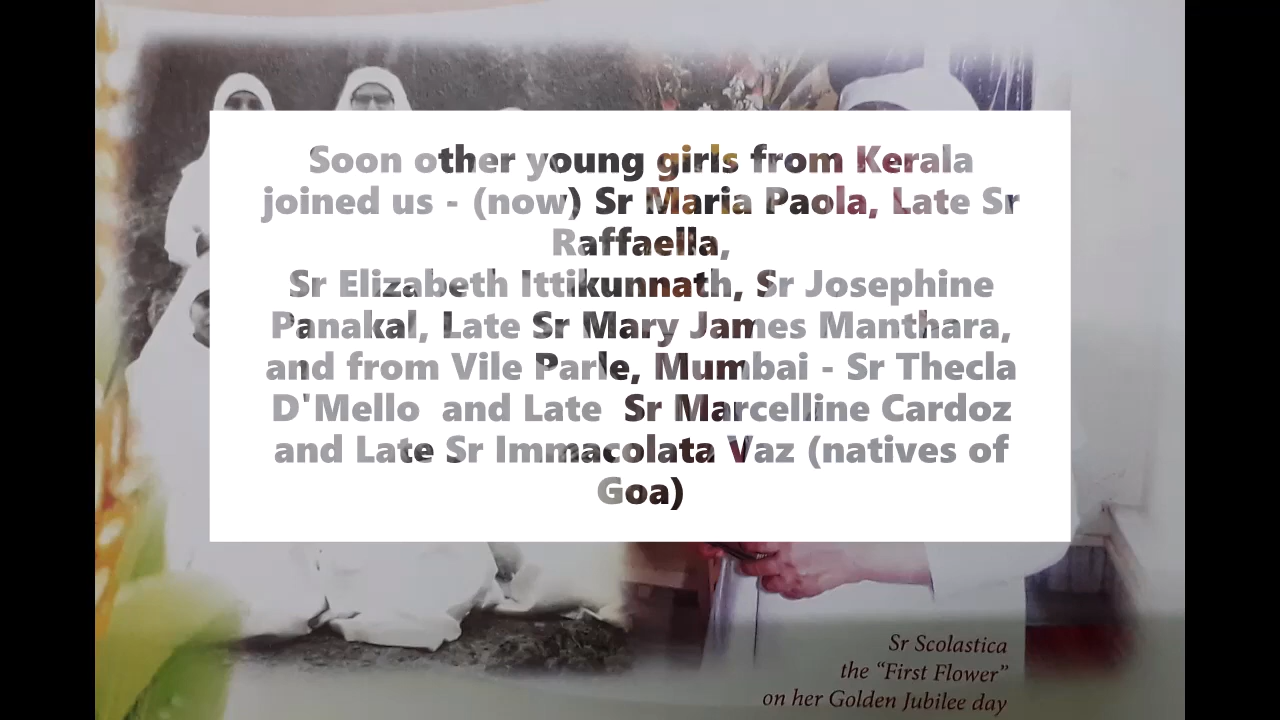 Soon other young girls from Kerala
joined us - (now) Sr Maria Paola, Late Sr
Raffaella,
Sr Elizabeth Ittikunnath, Sr Josephine
Panakal, Late Sr Mary James Manthara,
and from Vile Parle, Mumbai - Sr Thecla
D'Mello  and Late  Sr Marcelline Cardoz
and Late Sr Immacolata Vaz (natives of
Goa)
Sr Scolastica
the “First Flower”
on her Golden Jubilee day